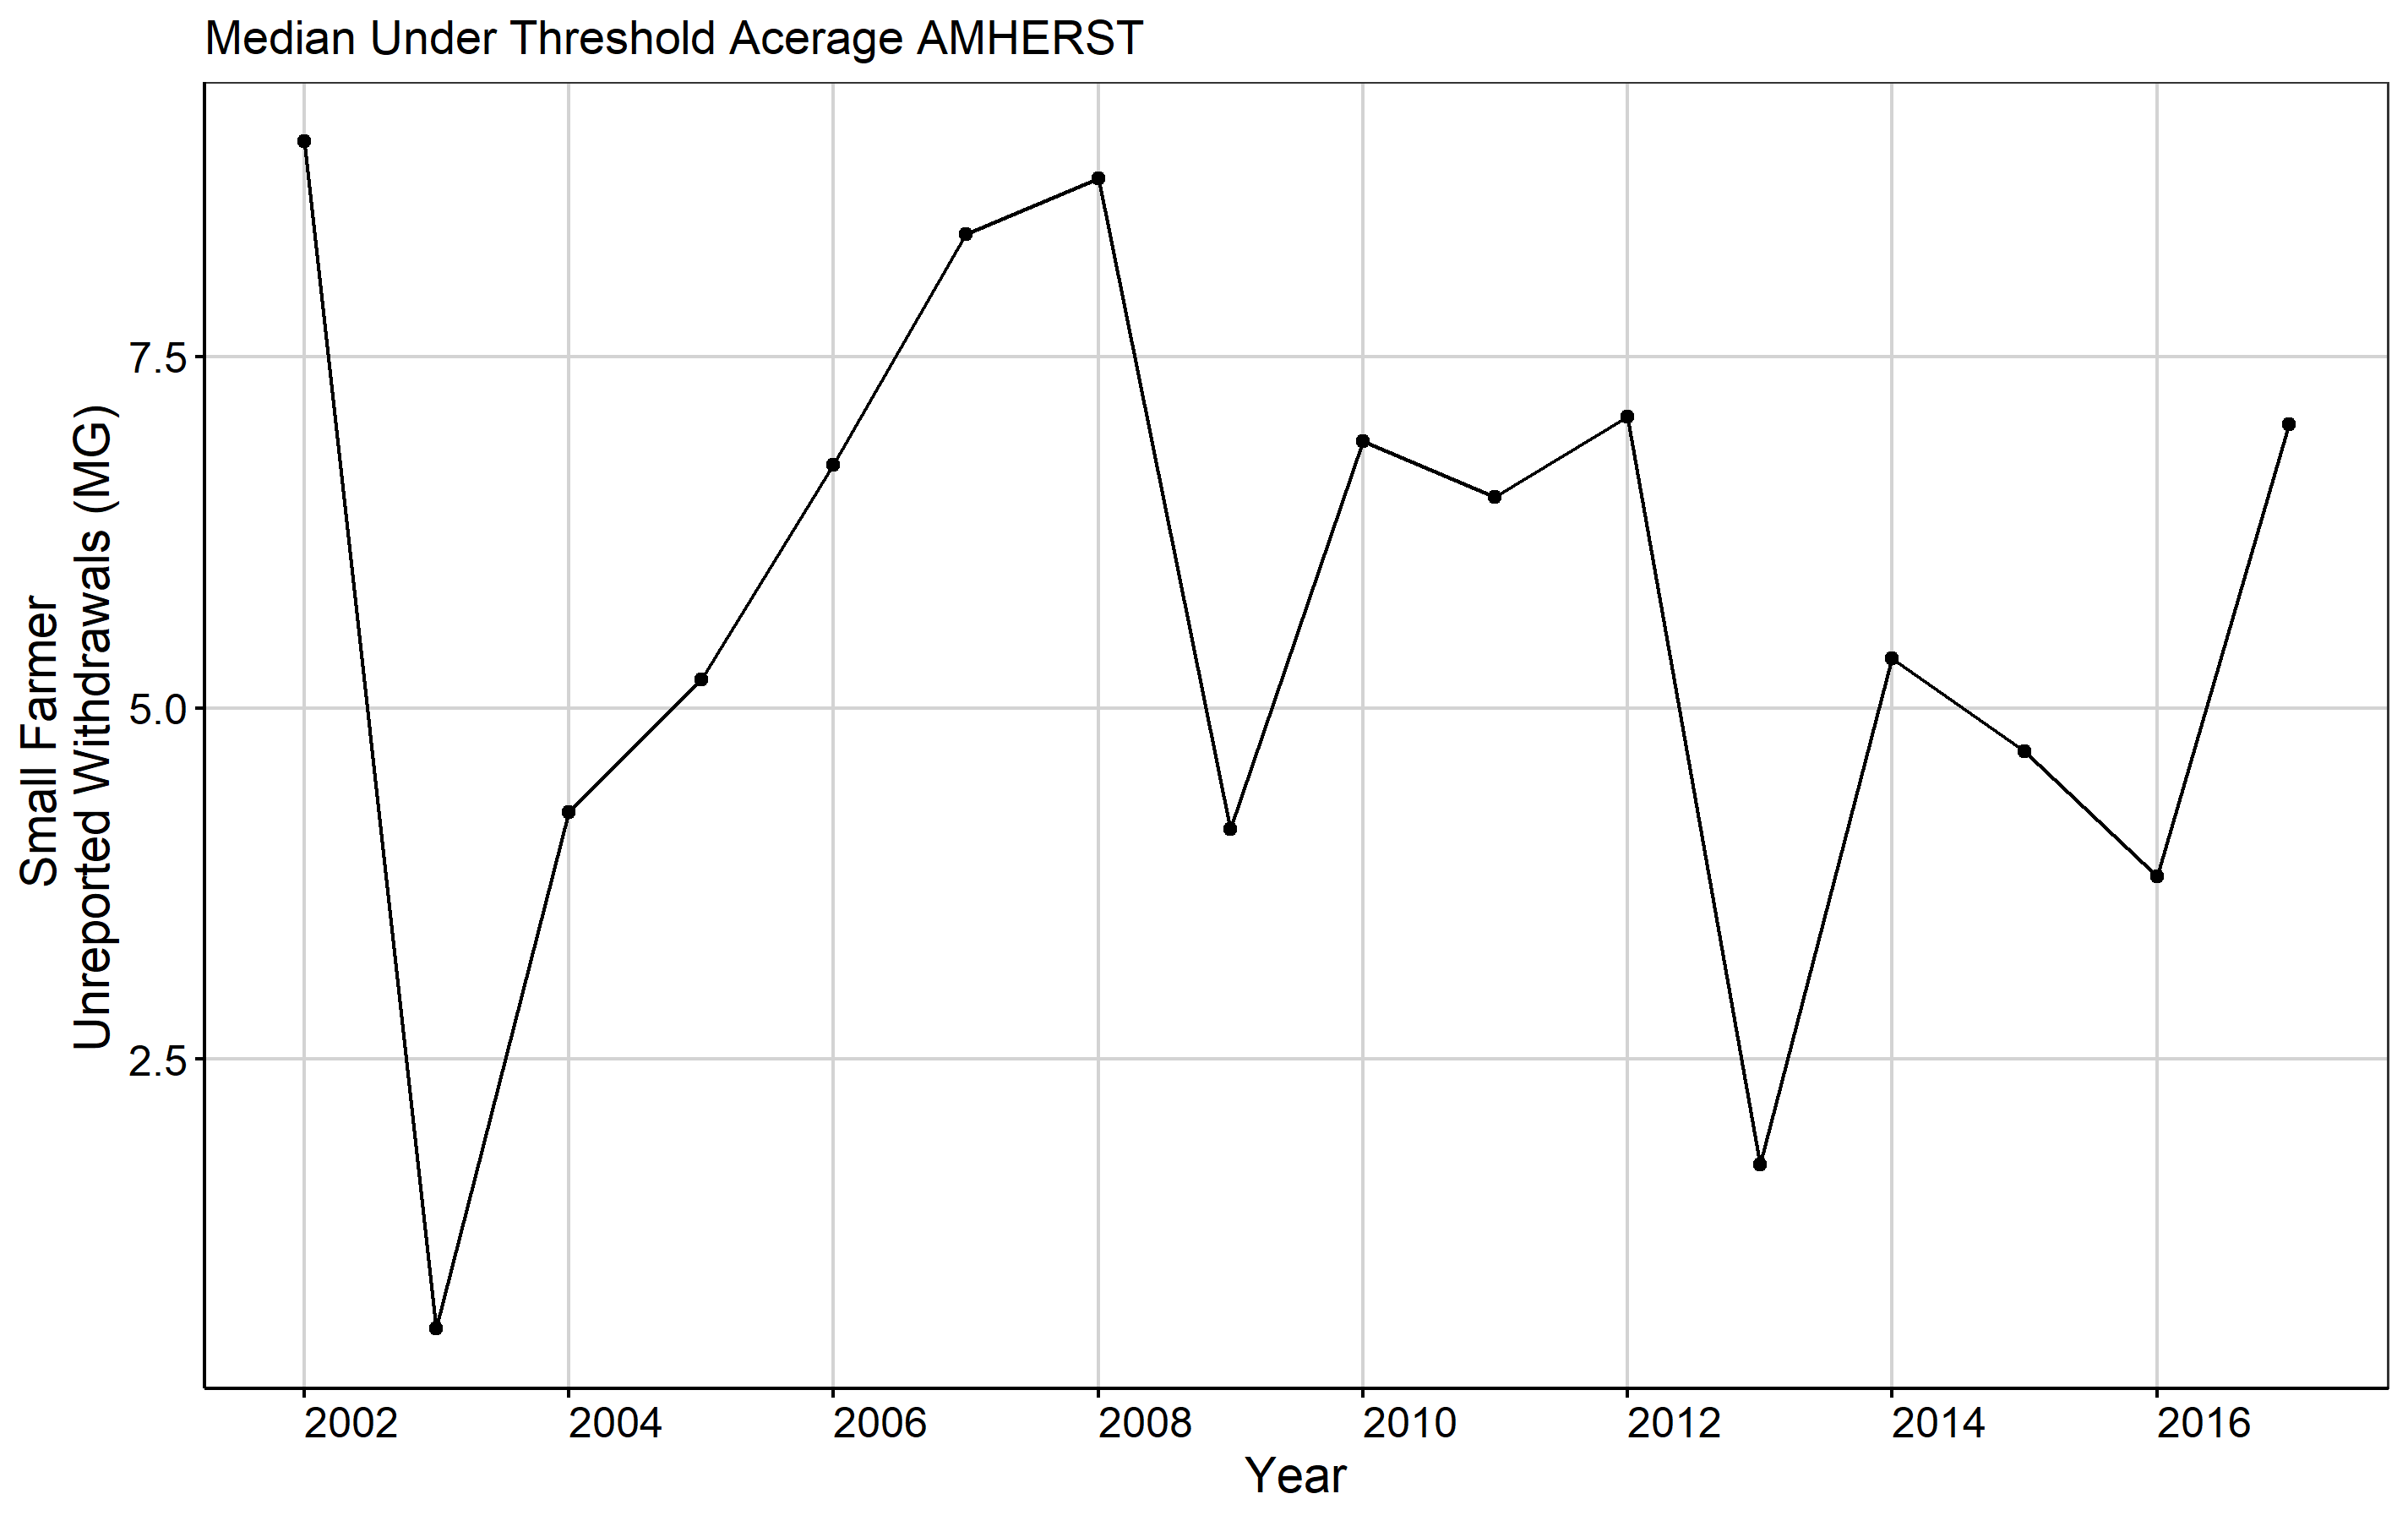 Median Under Threshold Acerage AMHERST
Small Farmer
Unreported Withdrawals (MG)
7.5
5.0
2.5
2002 2004 2006 2008 2010 2012 2014 2016
Year